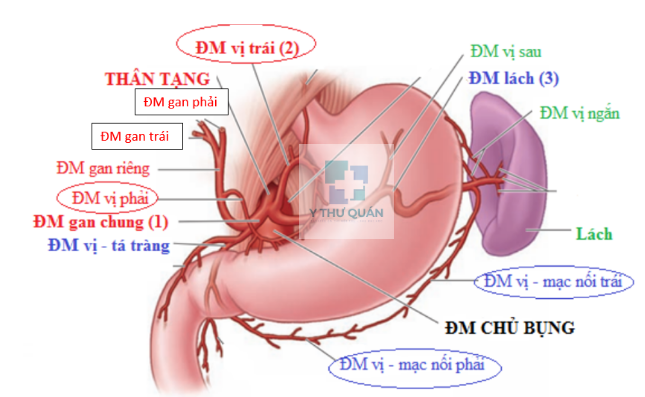 ĐM vị trái (2)
ĐM vị sau
THÂN TẠNG
ĐM lách (3)
ĐM gan phải
ĐM vị ngắn
ĐM gan trái
ĐM gan riêng
ĐM vị phải
Y THƯ QUÁN
ĐM gan chung (1)
Lách
ĐM vị - tá tràng
ĐM vị - mạc nối trái
ĐM CHỦ BỤNG
ĐM vị - mạc nối phải